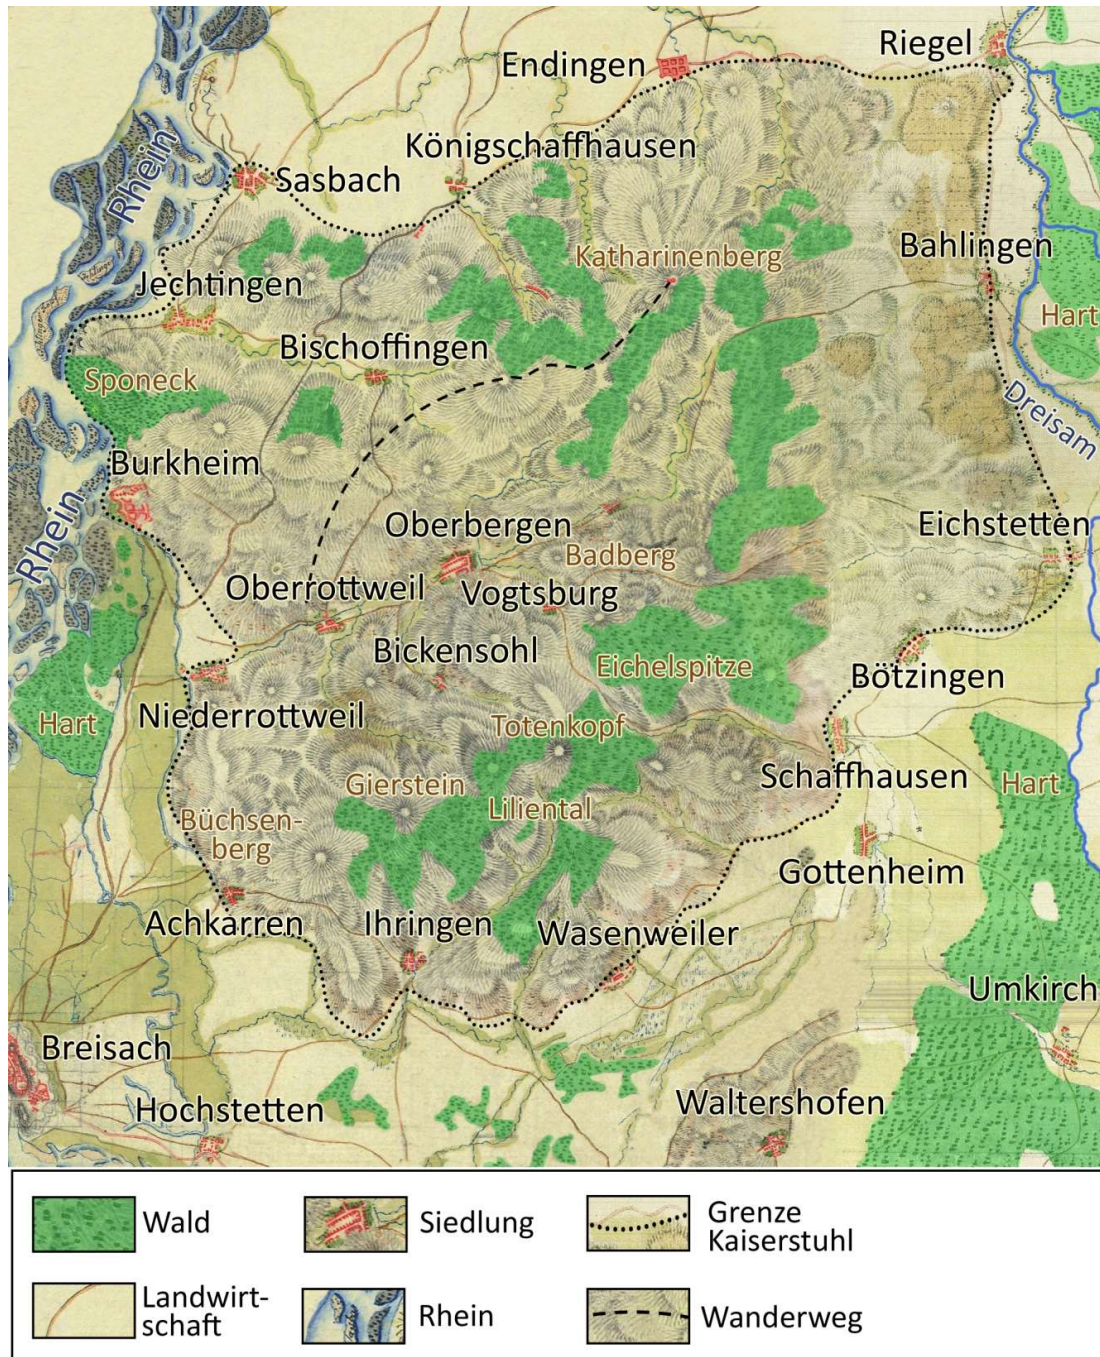 Riegel
Endingen
Königschaffhausen
Rhein
Sasbach
Katharinenberg
Bahlingen
Jechtingen
Hart
Bischoffingen
Sponeck
Dreisam
Burkheim
Rhein
Oberbergen
Eichstetten
Badberg
Oberrottweil
Vogtsburg
Bickensohl
Eichelspitze
Bötzingen
Niederrottweil
Hart
Totenkopf
Schaffhausen
Hart
Gierstein
Liliental
Büchsen-
berg
Gottenheim
Achkarren
Ihringen
Wasenweiler
Umkirch
Breisach
Hochstetten
Waltershofen
Wald
Siedlung
Grenze
Kaiserstuhl
Landwirt-
schaft
Rhein
Wanderweg